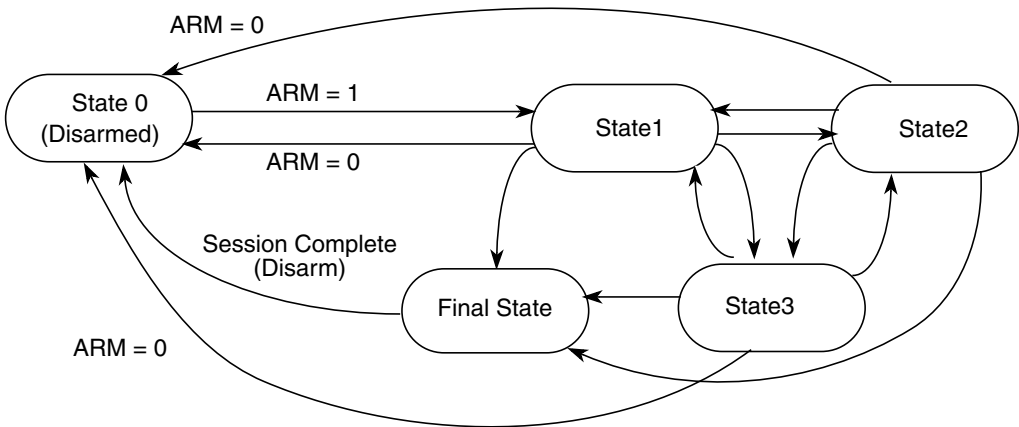 ARM = 0
State 0
(Disarmed)
ARM = 1
State1
State2
ARM = 0
Session Complete
(Disarm)
Final State
State3
ARM = 0